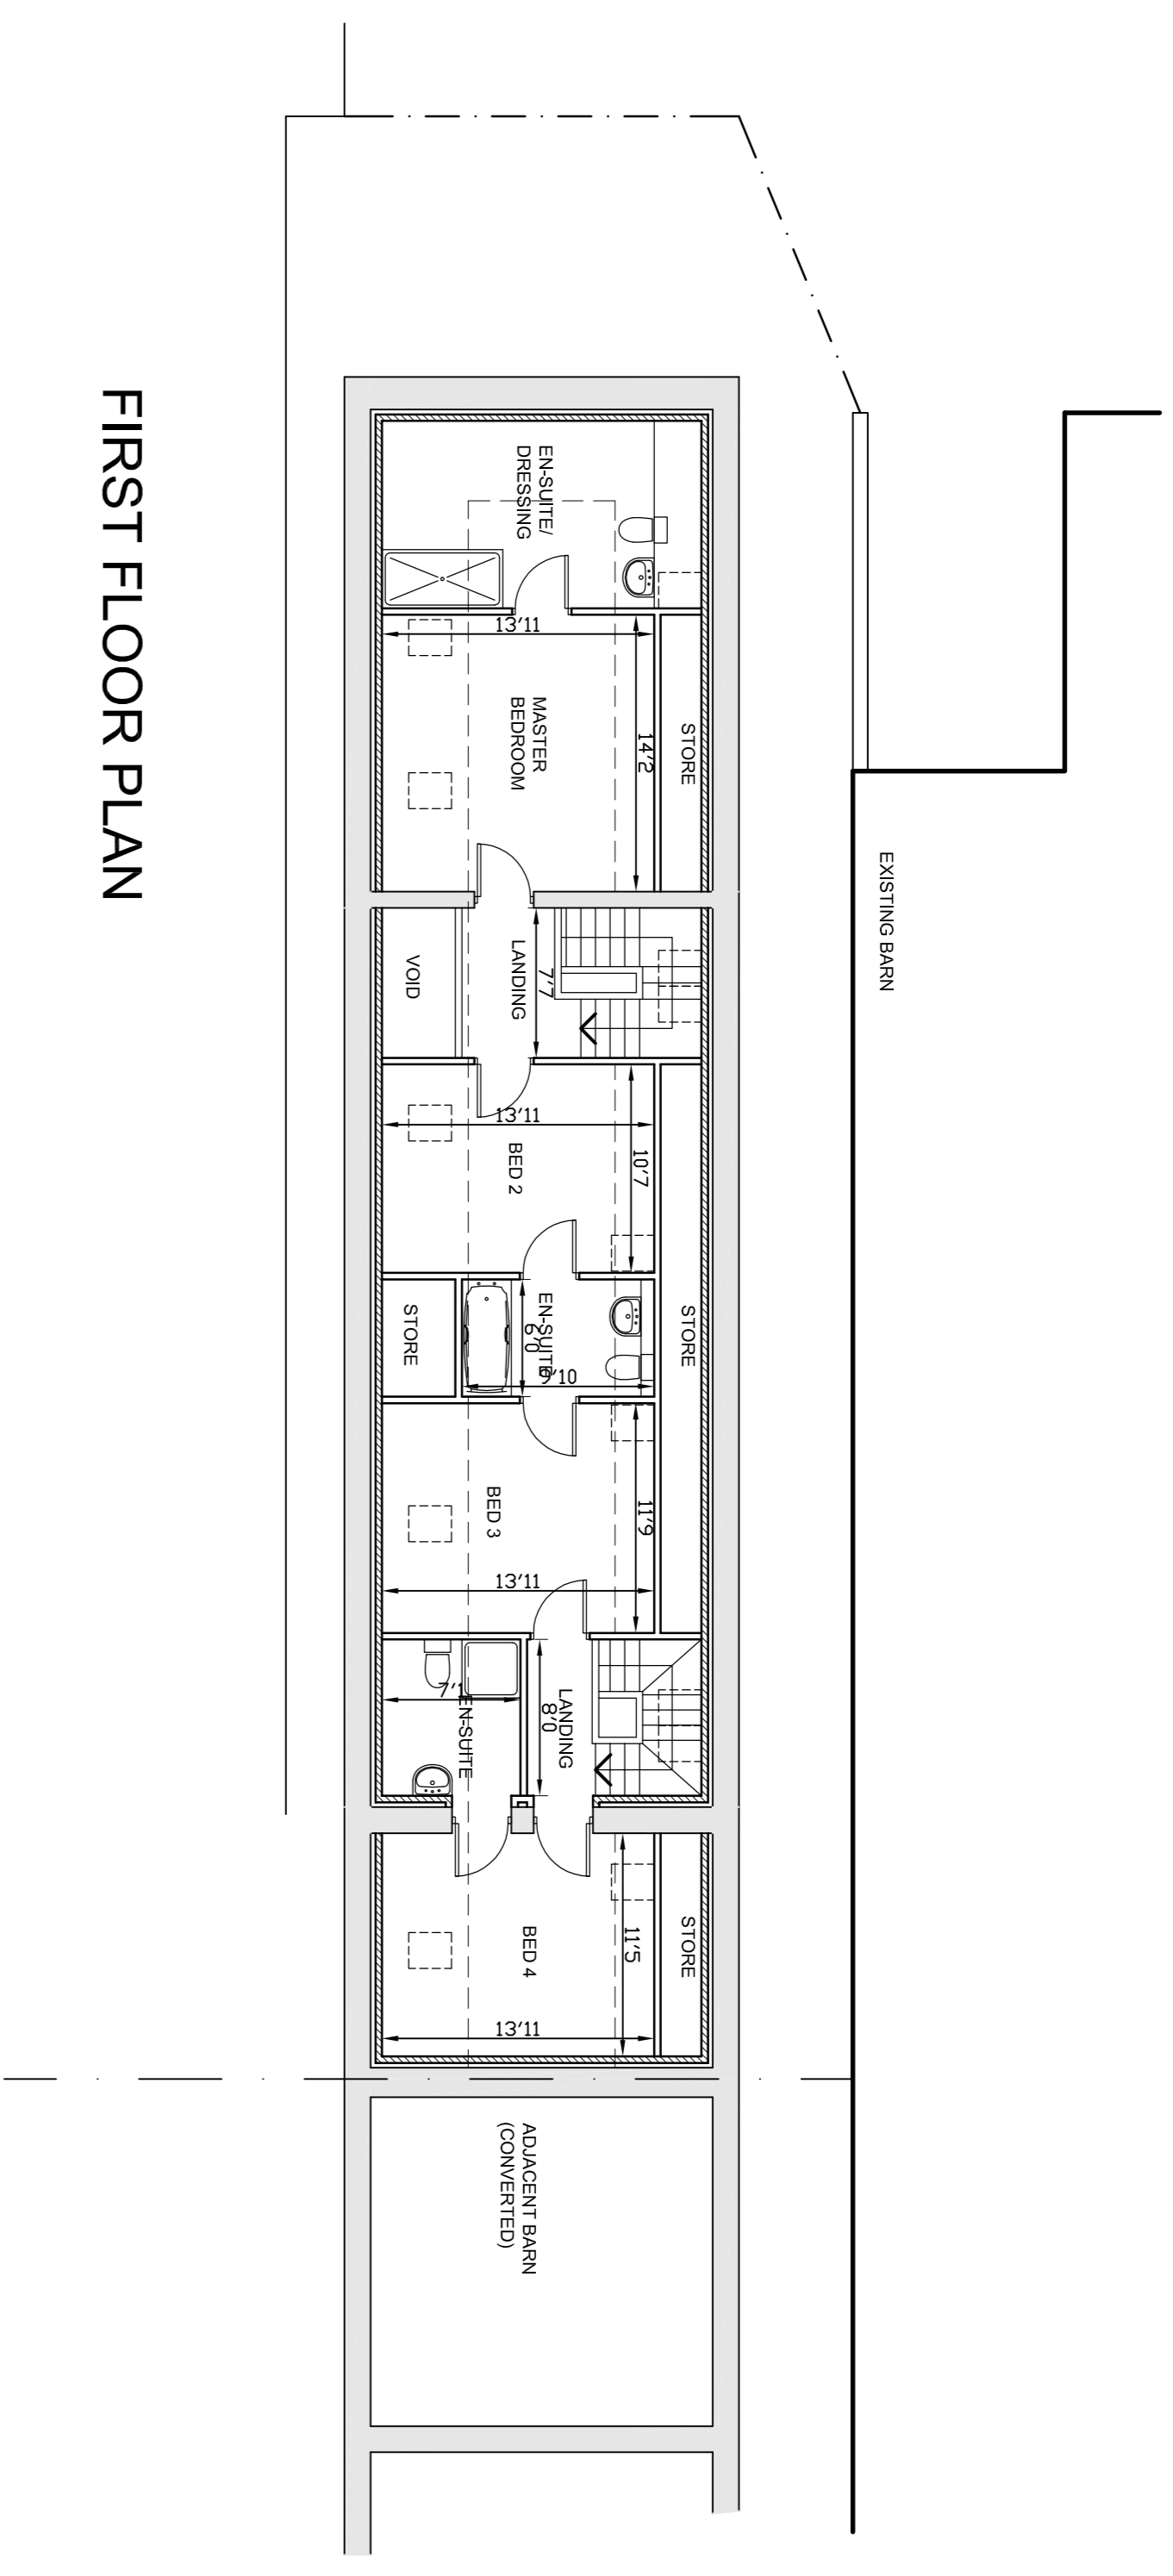 FIRST FLOOR PLAN
EXISTING BARN
EN-SUITE/
DRESSING
13'11
MASTER
BEDROOM
14'2
STORE
VOID
LANDING
7'7
13'11
BED 2
10'7
STORE
STORE
EN-SUITE
6'0
9'10
BED 3
11'9
13'11
7'1
EN-SUITE
LANDING
8'0
BED 4
11'5
STORE
13'11
ADJACENT BARN
(CONVERTED)